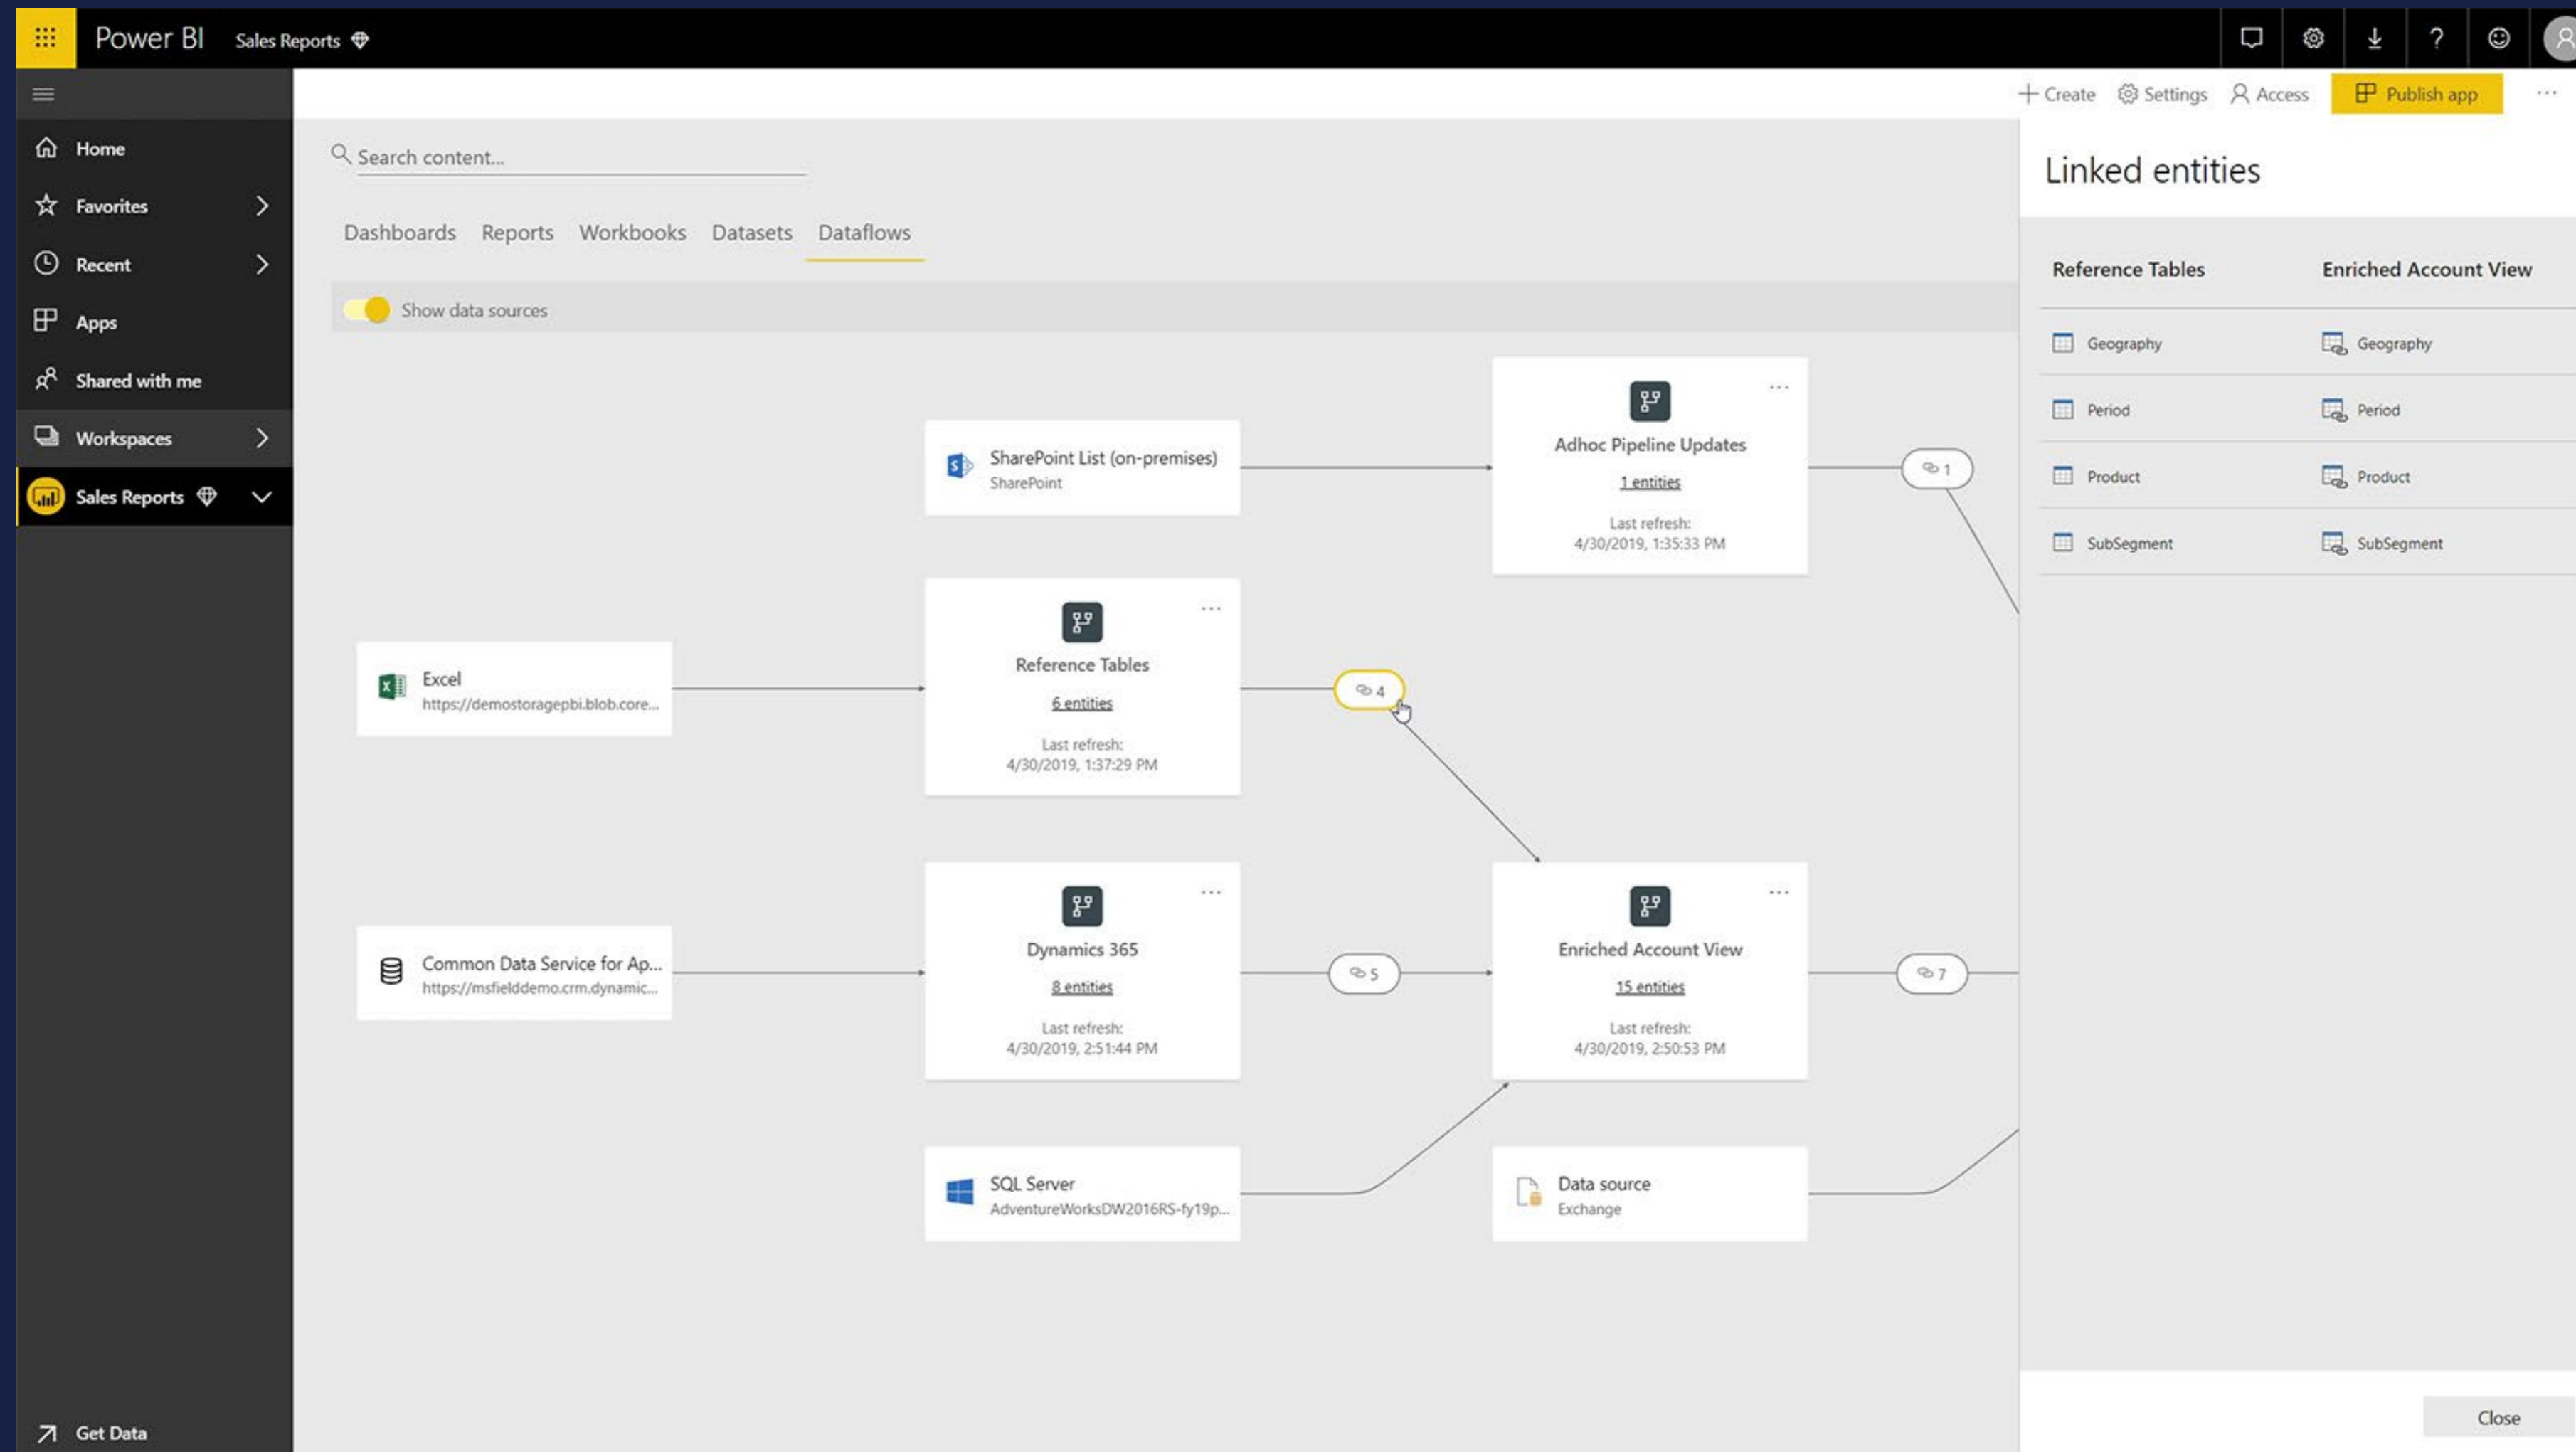 Power BI Sales Reports
Create Settings Access Publish app ...
Home
Favorites
Recent
Apps
Shared with me
Workspaces
Sales Reports
Get Data
Search content...
Dashboards Reports Workbooks Datasets Dataflows
Show data sources
SharePoint List (on-premises)
SharePoint
Adhoc Pipeline Updates
1 entities
Last refresh:
4/30/2019, 1:35:33 PM
1
Excel
https://demostoragepbi.blob.core...
Reference Tables
6 entities
Last refresh:
4/30/2019, 1:37:29 PM
4
Common Data Service for Ap...
https://msfielddemo.crm.dynamic...
Dynamics 365
8 entities
Last refresh:
4/30/2019, 2:51:44 PM
5
Enriched Account View
15 entities
Last refresh:
4/30/2019, 2:50:53 PM
7
SQL Server
AdventureWorksDW2016RS-fy19p...
Data source
Exchange
Linked entities
Reference Tables Enriched Account View
Geography Geography
Period Period
Product Product
SubSegment SubSegment
Close